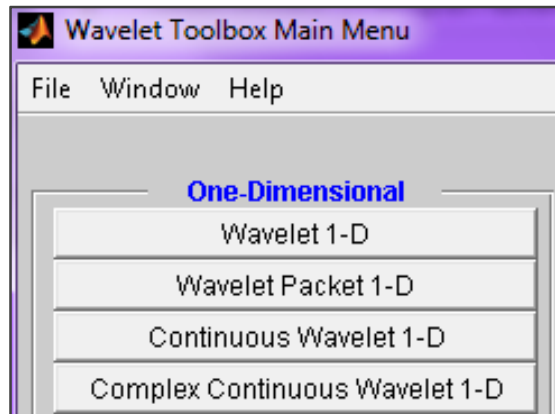 Wavelet Toolbox Main Menu
File Window Help
One-Dimensional
Wavelet 1-D
Wavelet Packet 1-D
Continuous Wavelet 1-D
Complex Continuous Wavelet 1-D